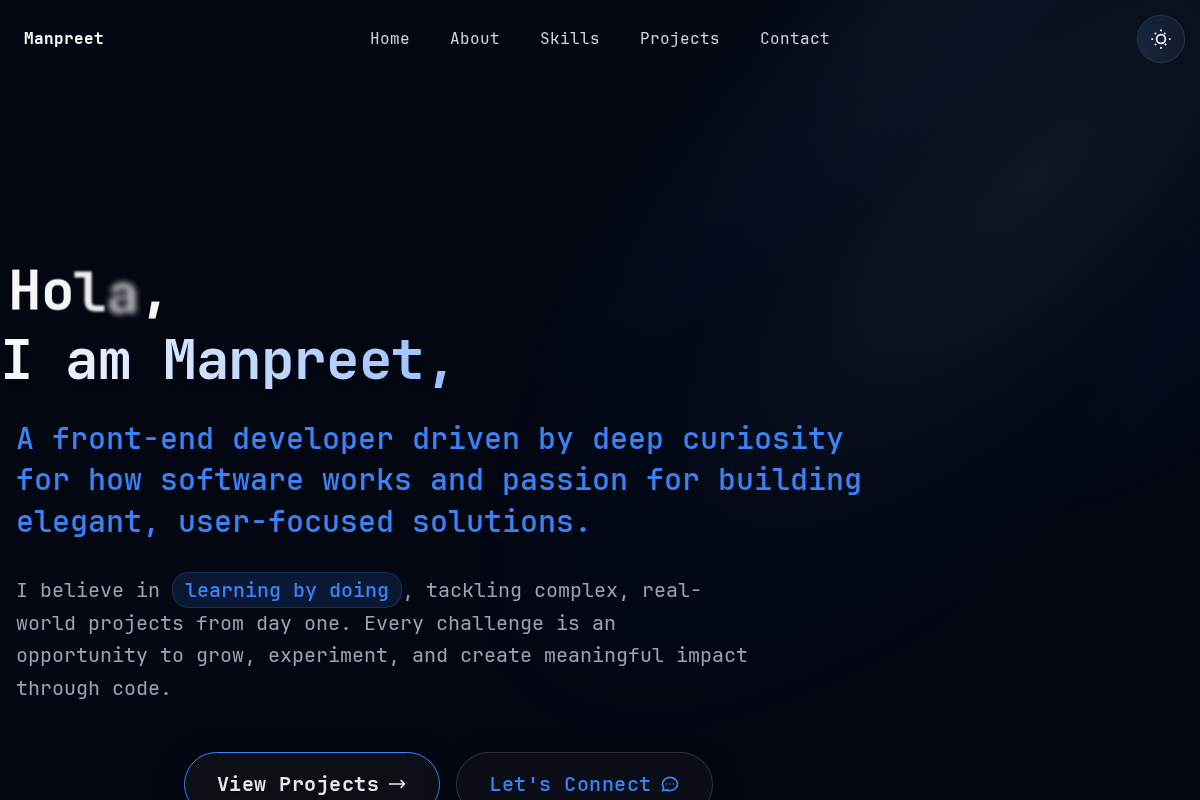 Manpreet
Home About Skills Projects Contact
Hola,
I am Manpreet,
A front-end developer driven by deep curiosity
for how software works and passion for building
elegant, user-focused solutions.
I believe in learning by doing, tackling complex, real-
world projects from day one. Every challenge is an
opportunity to grow, experiment, and create meaningful impact
through code.
View Projects →
Let's Connect